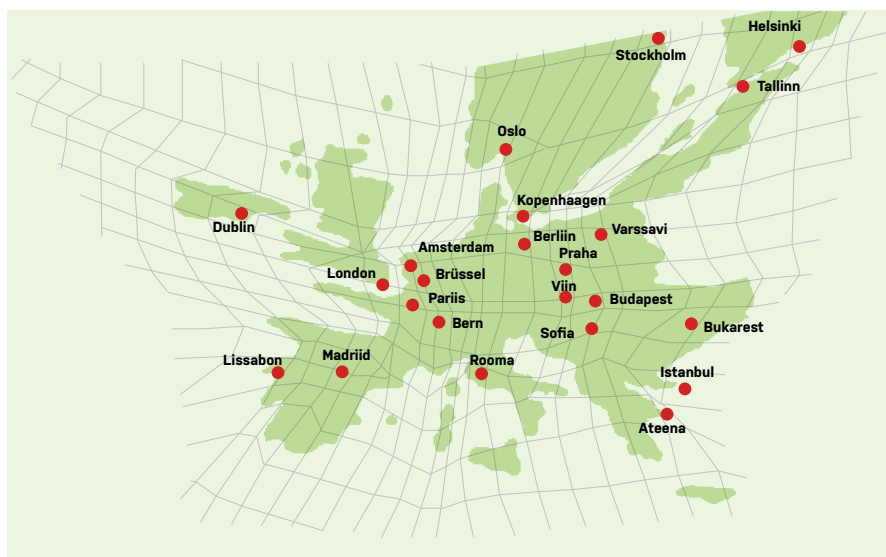 Helsinki
Stockholm
Tallinn
Oslo
Kopenhaagen
Dublin
Varssavi
Berliin
Amsterdam
Praha
London
Brüssel
Viin
Pariis
Budapest
Bern
Sofia
Bukarest
Lissabon
Madriid
Rooma
Istanbul
Ateena